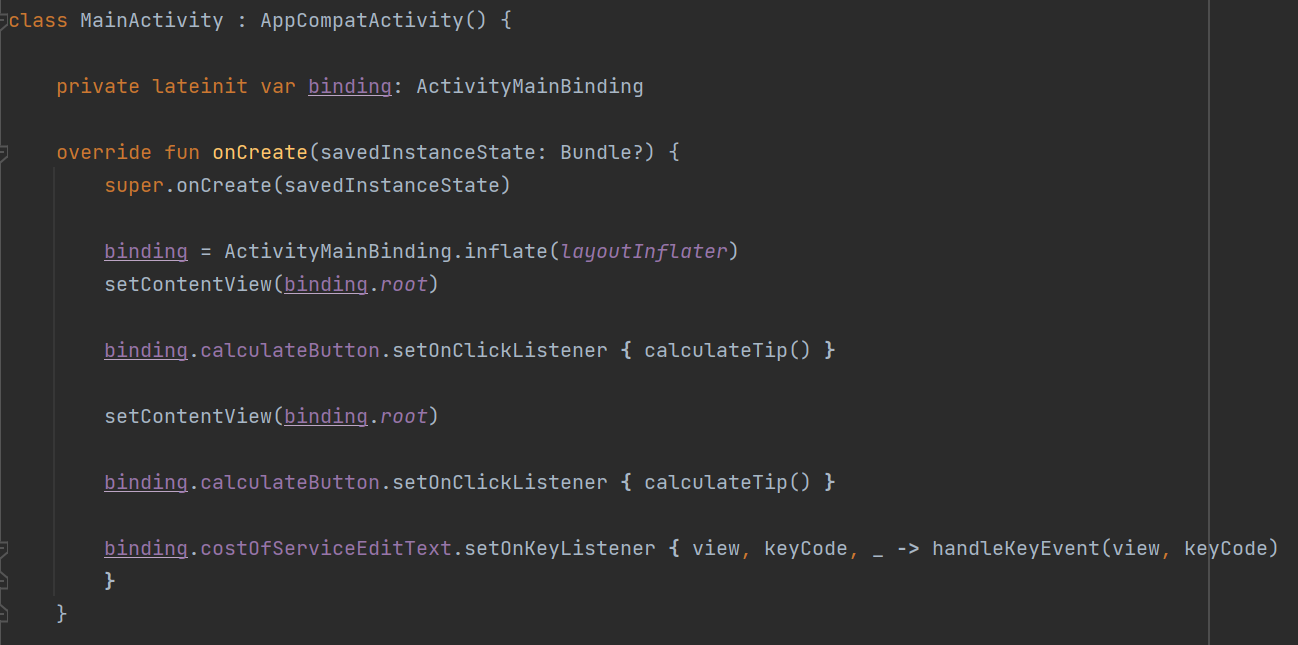 class MainActivity : AppCompatActivity() {
private lateinit var binding: ActivityMainBinding
override fun onCreate(savedInstanceState: Bundle?) {
super.onCreate(savedInstanceState)
binding = ActivityMainBinding.inflate(layoutInflater)
setContentView(binding.root)
binding.calculateButton.setOnClickListener { calculateTip() }
setContentView(binding.root)
binding.calculateButton.setOnClickListener { calculateTip() }
binding.costOfServiceEditText.setOnKeyListener { view, keyCode, _ -> handleKeyEvent(view, keyCode)
}
}